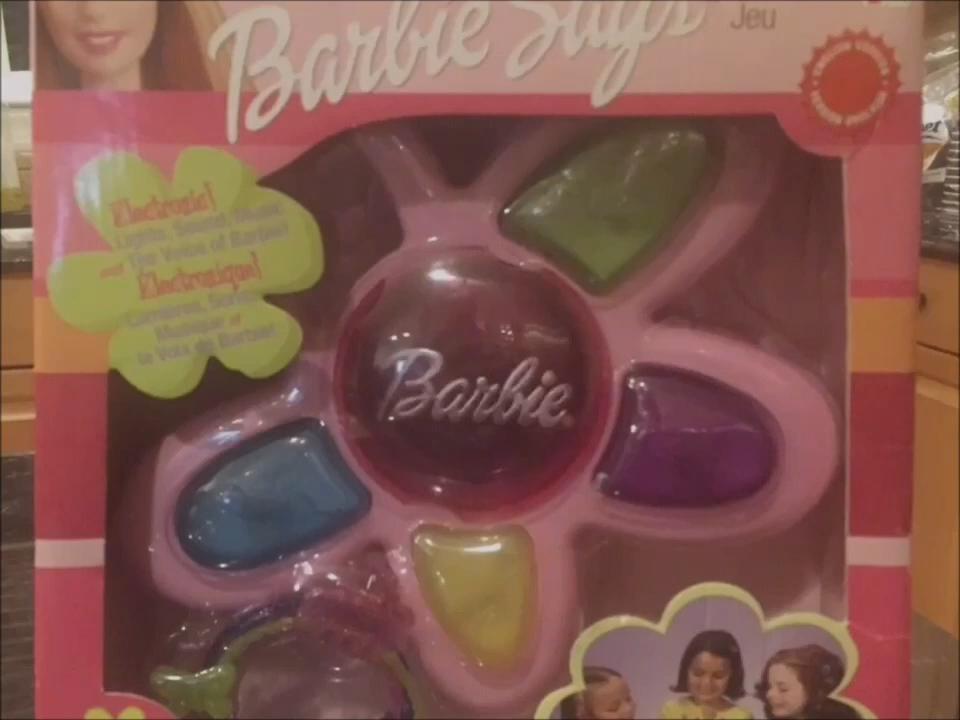 Barbie Says
Jeu
Electronic!
Lights, Sound, Music
and The Voice of Barbie!
Électronique!
Lumières, Sons,
Musique et
la Voix de Barbie!
Barbie